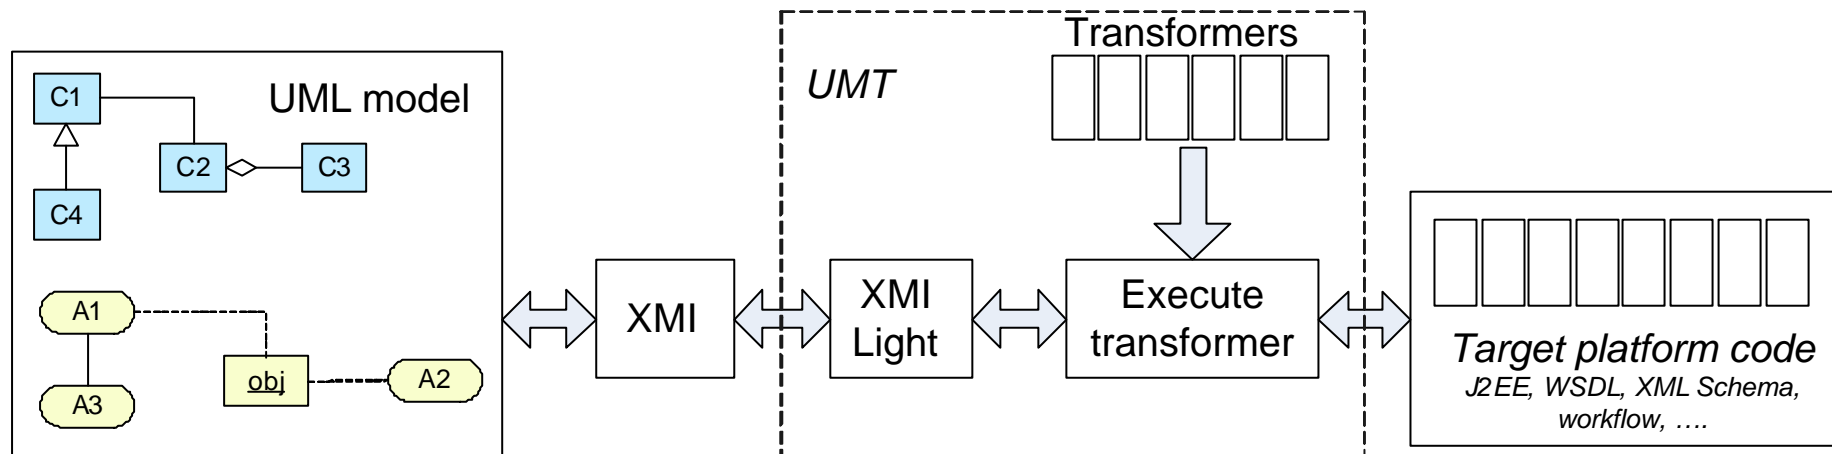 UML model
C1
C2
C3
C4
A1
obj
A2
A3
XMI
UMT
Transformers
XMI
Light
Execute
transformer
Target platform code
J2EE, WSDL, XML Schema,
workflow, ….